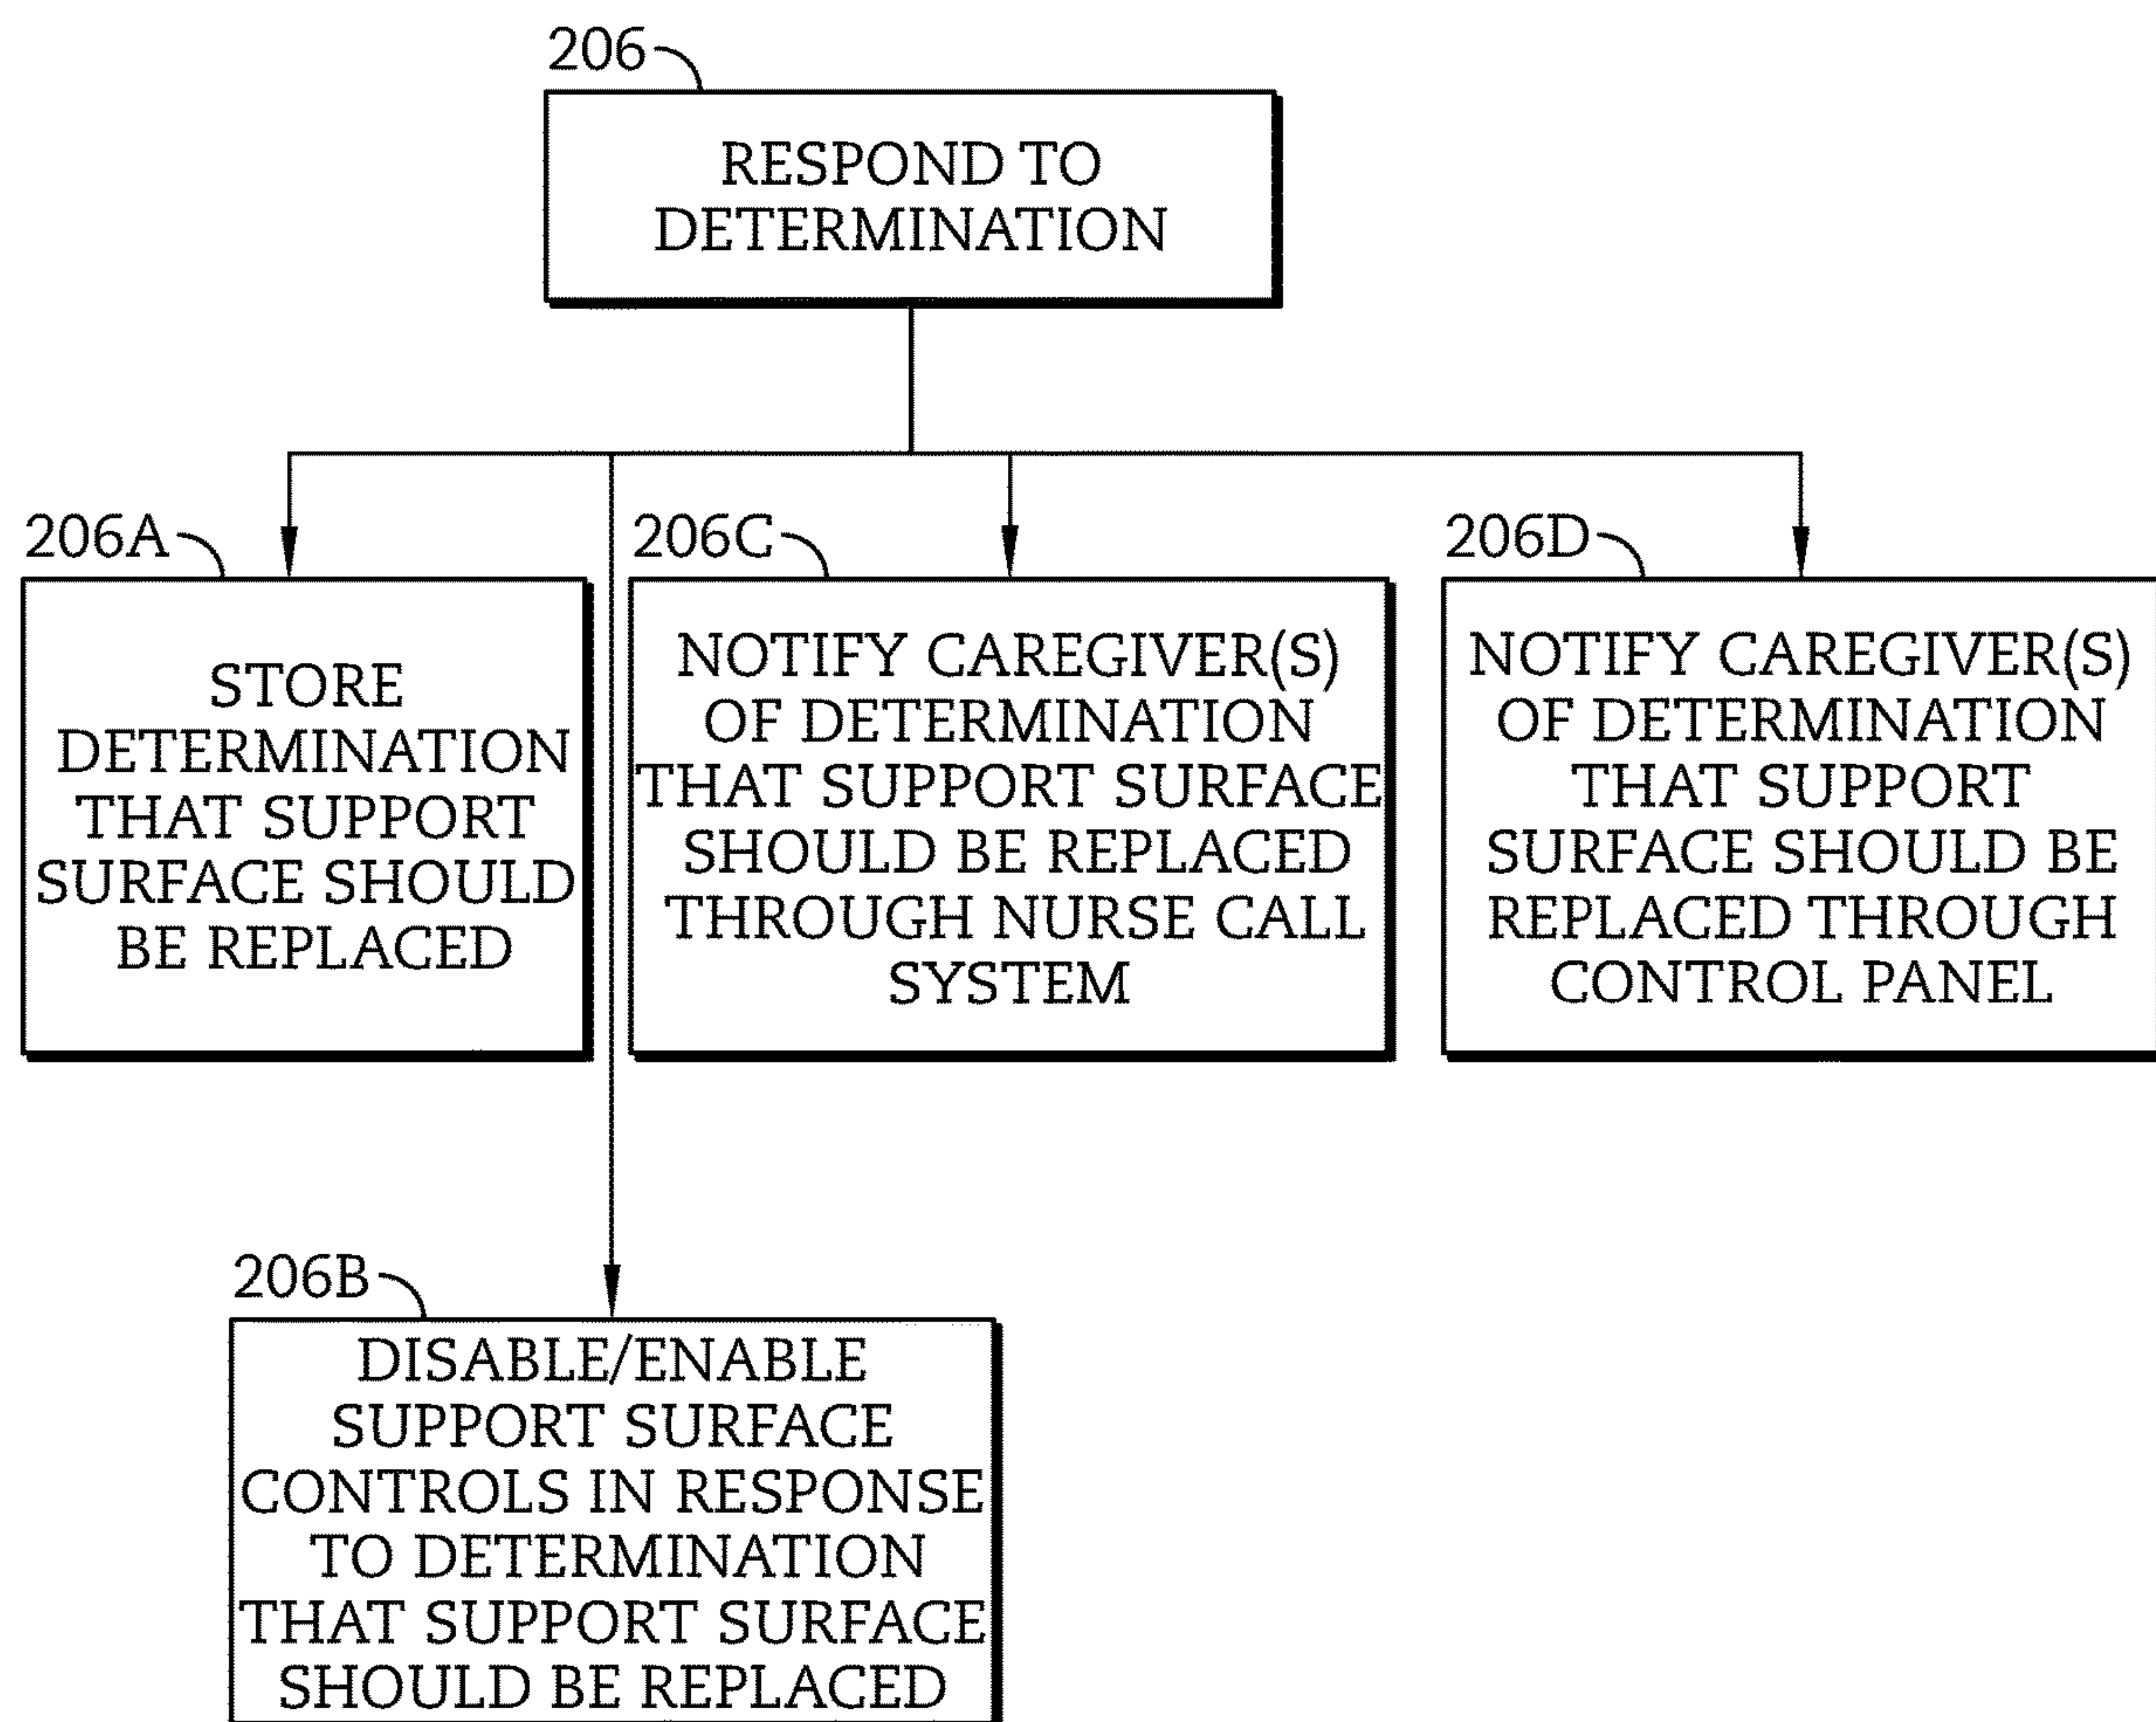 206
RESPOND TO
DETERMINATION
206A
STORE
DETERMINATION
THAT SUPPORT
SURFACE SHOULD
BE REPLACED
206C
NOTIFY CAREGIVER(S)
OF DETERMINATION
THAT SUPPORT SURFACE
SHOULD BE REPLACED
THROUGH NURSE CALL
SYSTEM
206D
NOTIFY CAREGIVER(S)
OF DETERMINATION
THAT SUPPORT
SURFACE SHOULD BE
REPLACED THROUGH
CONTROL PANEL
206B
DISABLE/ENABLE
SUPPORT SURFACE
CONTROLS IN RESPONSE
TO DETERMINATION
THAT SUPPORT SURFACE
SHOULD BE REPLACED